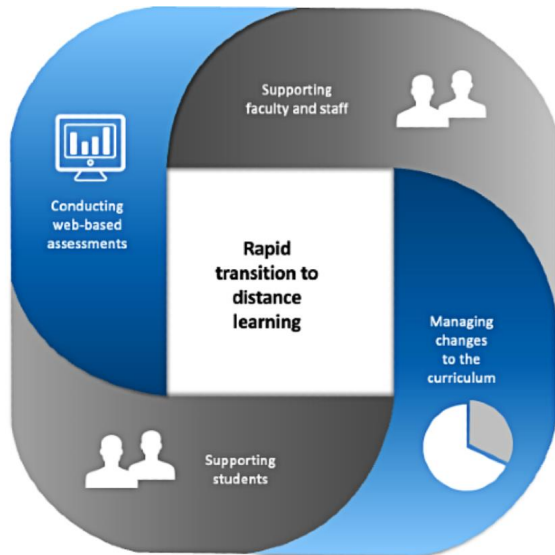 Supporting
faculty and staff
Conducting
web-based
assessments
Rapid
transition to
distance
learning
Managing
changes
to the
curriculum
Supporting
students